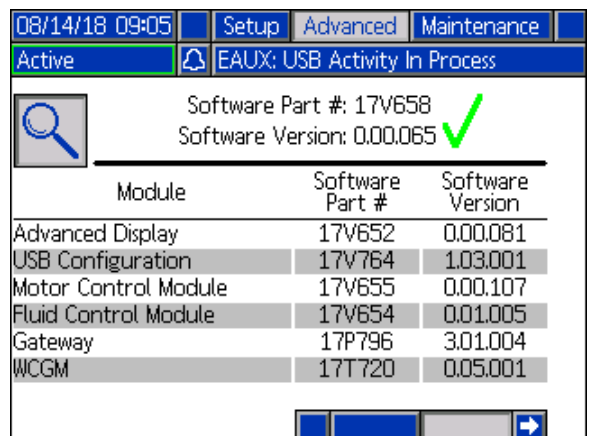 08/14/18 09:05 Setup Advanced Maintenance
Active EAUX: USB Activity In Process
Software Part #: 17V658
Software Version: 0.00.065
Module Software Part # Software Version
Advanced Display 17V652 0.00.081
USB Configuration 17V764 1.03.001
Motor Control Module 17V655 0.00.107
Fluid Control Module 17V654 0.01.005
Gateway 17P796 3.01.004
WCGM 17T720 0.05.001